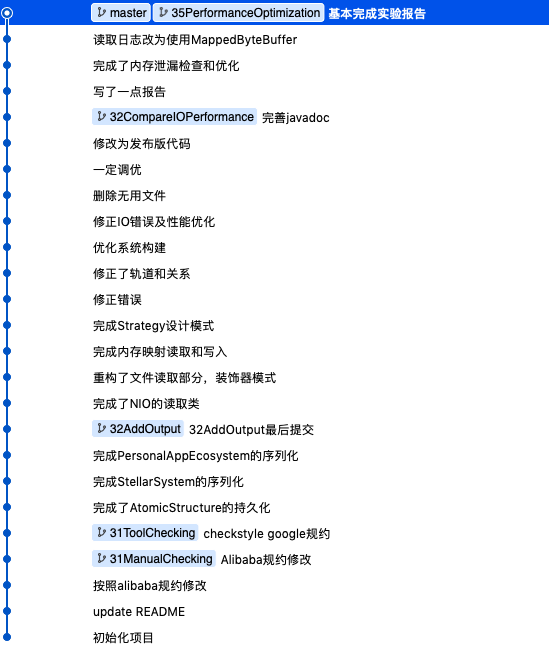 master 35PerformanceOptimization 基本完成实验报告
读取日志改为使用MappedByteBuffer
完成了内存泄漏检查和优化
写了一点报告
32CompareIOPerformance 完善javadoc
修改为发布版代码
一定调优
删除无用文件
修正IO错误及性能优化
优化系统构建
修正了轨道和关系
修正错误
完成Strategy设计模式
完成内存映射读取和写入
重构了文件读取部分，装饰器模式
完成了NIO的读取类
32AddOutput 32AddOutput最后提交
完成PersonalAppEcosystem的序列化
完成StellarSystem的序列化
完成了AtomicStructure的持久化
31ToolChecking checkstyle google规约
31ManualChecking Alibaba规约修改
按照alibaba规约修改
update README
初始化项目